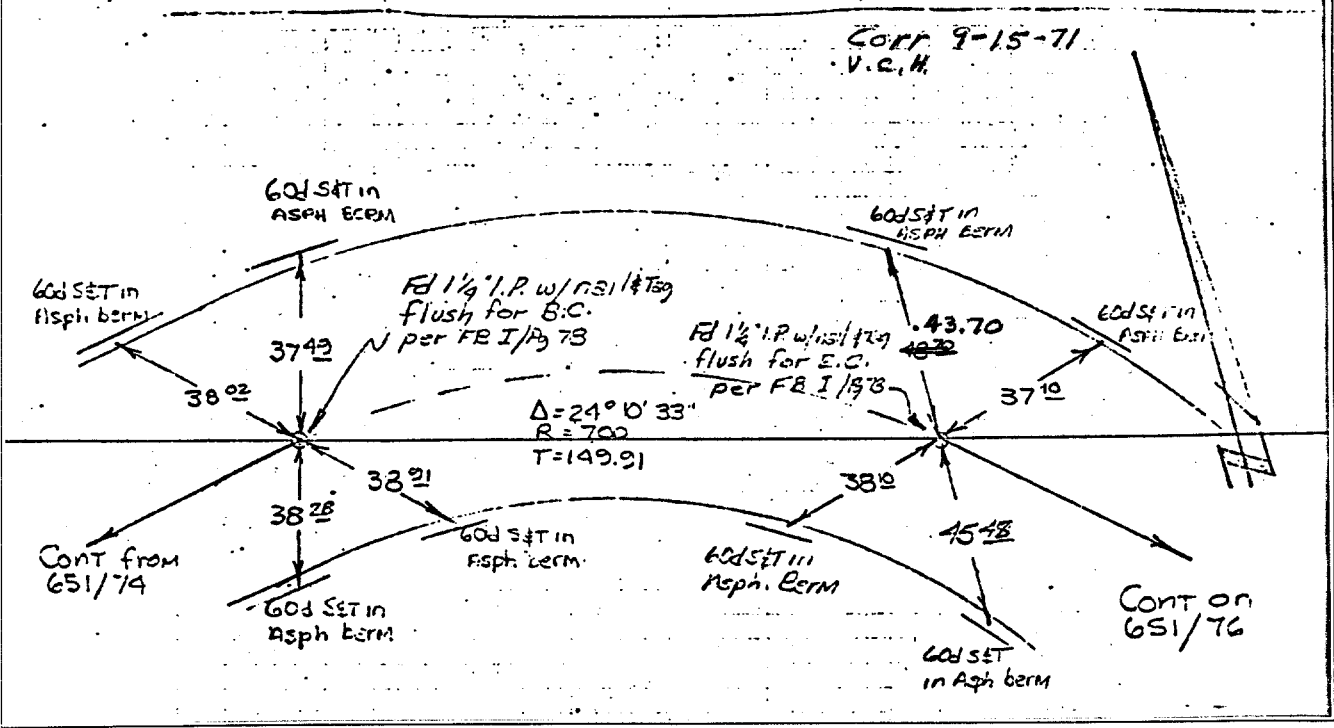 Corr 9-15-71
V.C.H.
60d S&T in
ASPH BERM
60d S&T in
ASPH BERM
60d S&T in
Asph berm
Fd 1¼" I.P. w/nail & Tag
flush for B.C.
per FB I/Pg 78
60d S&T in
Asph Berm
37 49
Fd 1¼" I.P. w/nail & Tag
flush for E.C.
per FB I/Pg 78
43.70
38 02
37 10
Δ=24° 10' 33"
R=700
T=149.91
38 91
38 10
38 28
45 48
Cont from
651/74
60d S&T in
Asph. berm.
60d S&T in
Asph. Berm
60d S&T in
Asph berm
Cont on
651/76
60d S&T
in Asph berm